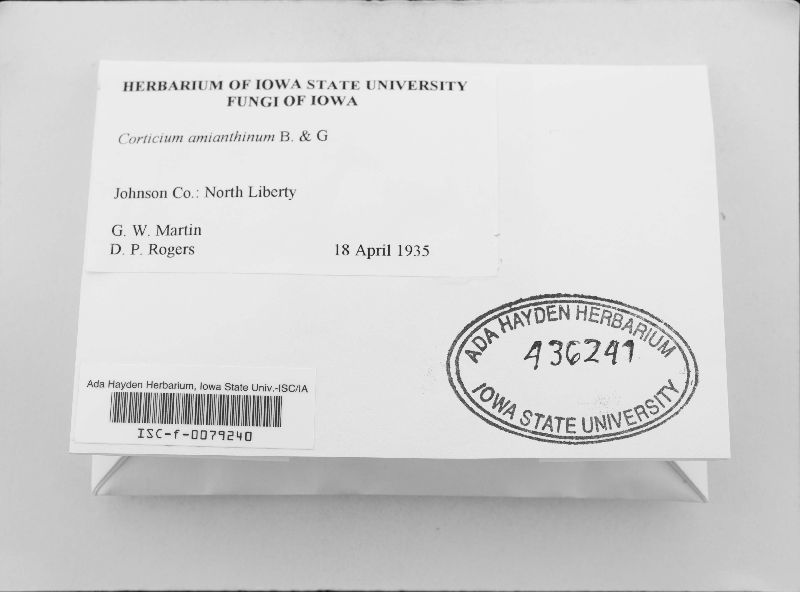 HERBARIUM OF IOWA STATE UNIVERSITY
FUNGI OF IOWA
Corticium amianthinum B. & G
Johnson Co.: North Liberty
G. W. Martin
D. P. Rogers 18 April 1935
ADA HAYDEN HERBARIUM
436241
IOWA STATE UNIVERSITY
Ada Hayden Herbarium, Iowa State Univ.-ISC/IA
ISC-f-0079240